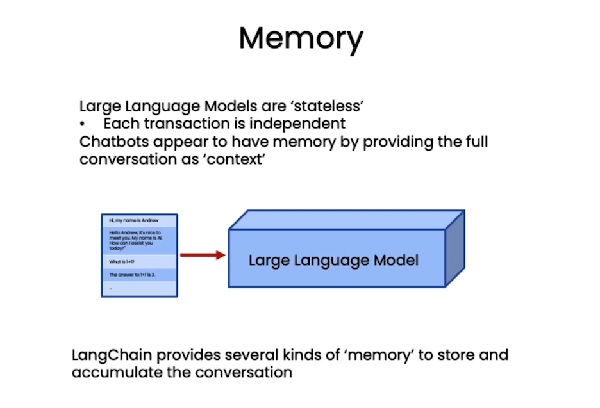 Memory
Large Language Models are ‘stateless’
• Each transaction is independent
Chatbots appear to have memory by providing the full
conversation as ‘context’
Hi, my name is Andrew
Hello Andrew, it's nice to
meet you. My name is AI.
How can I assist you
today?"
What is 1+1?
The answer to 1+1 is 2.
..
Large Language Model
LangChain provides several kinds of ‘memory’ to store and
accumulate the conversation